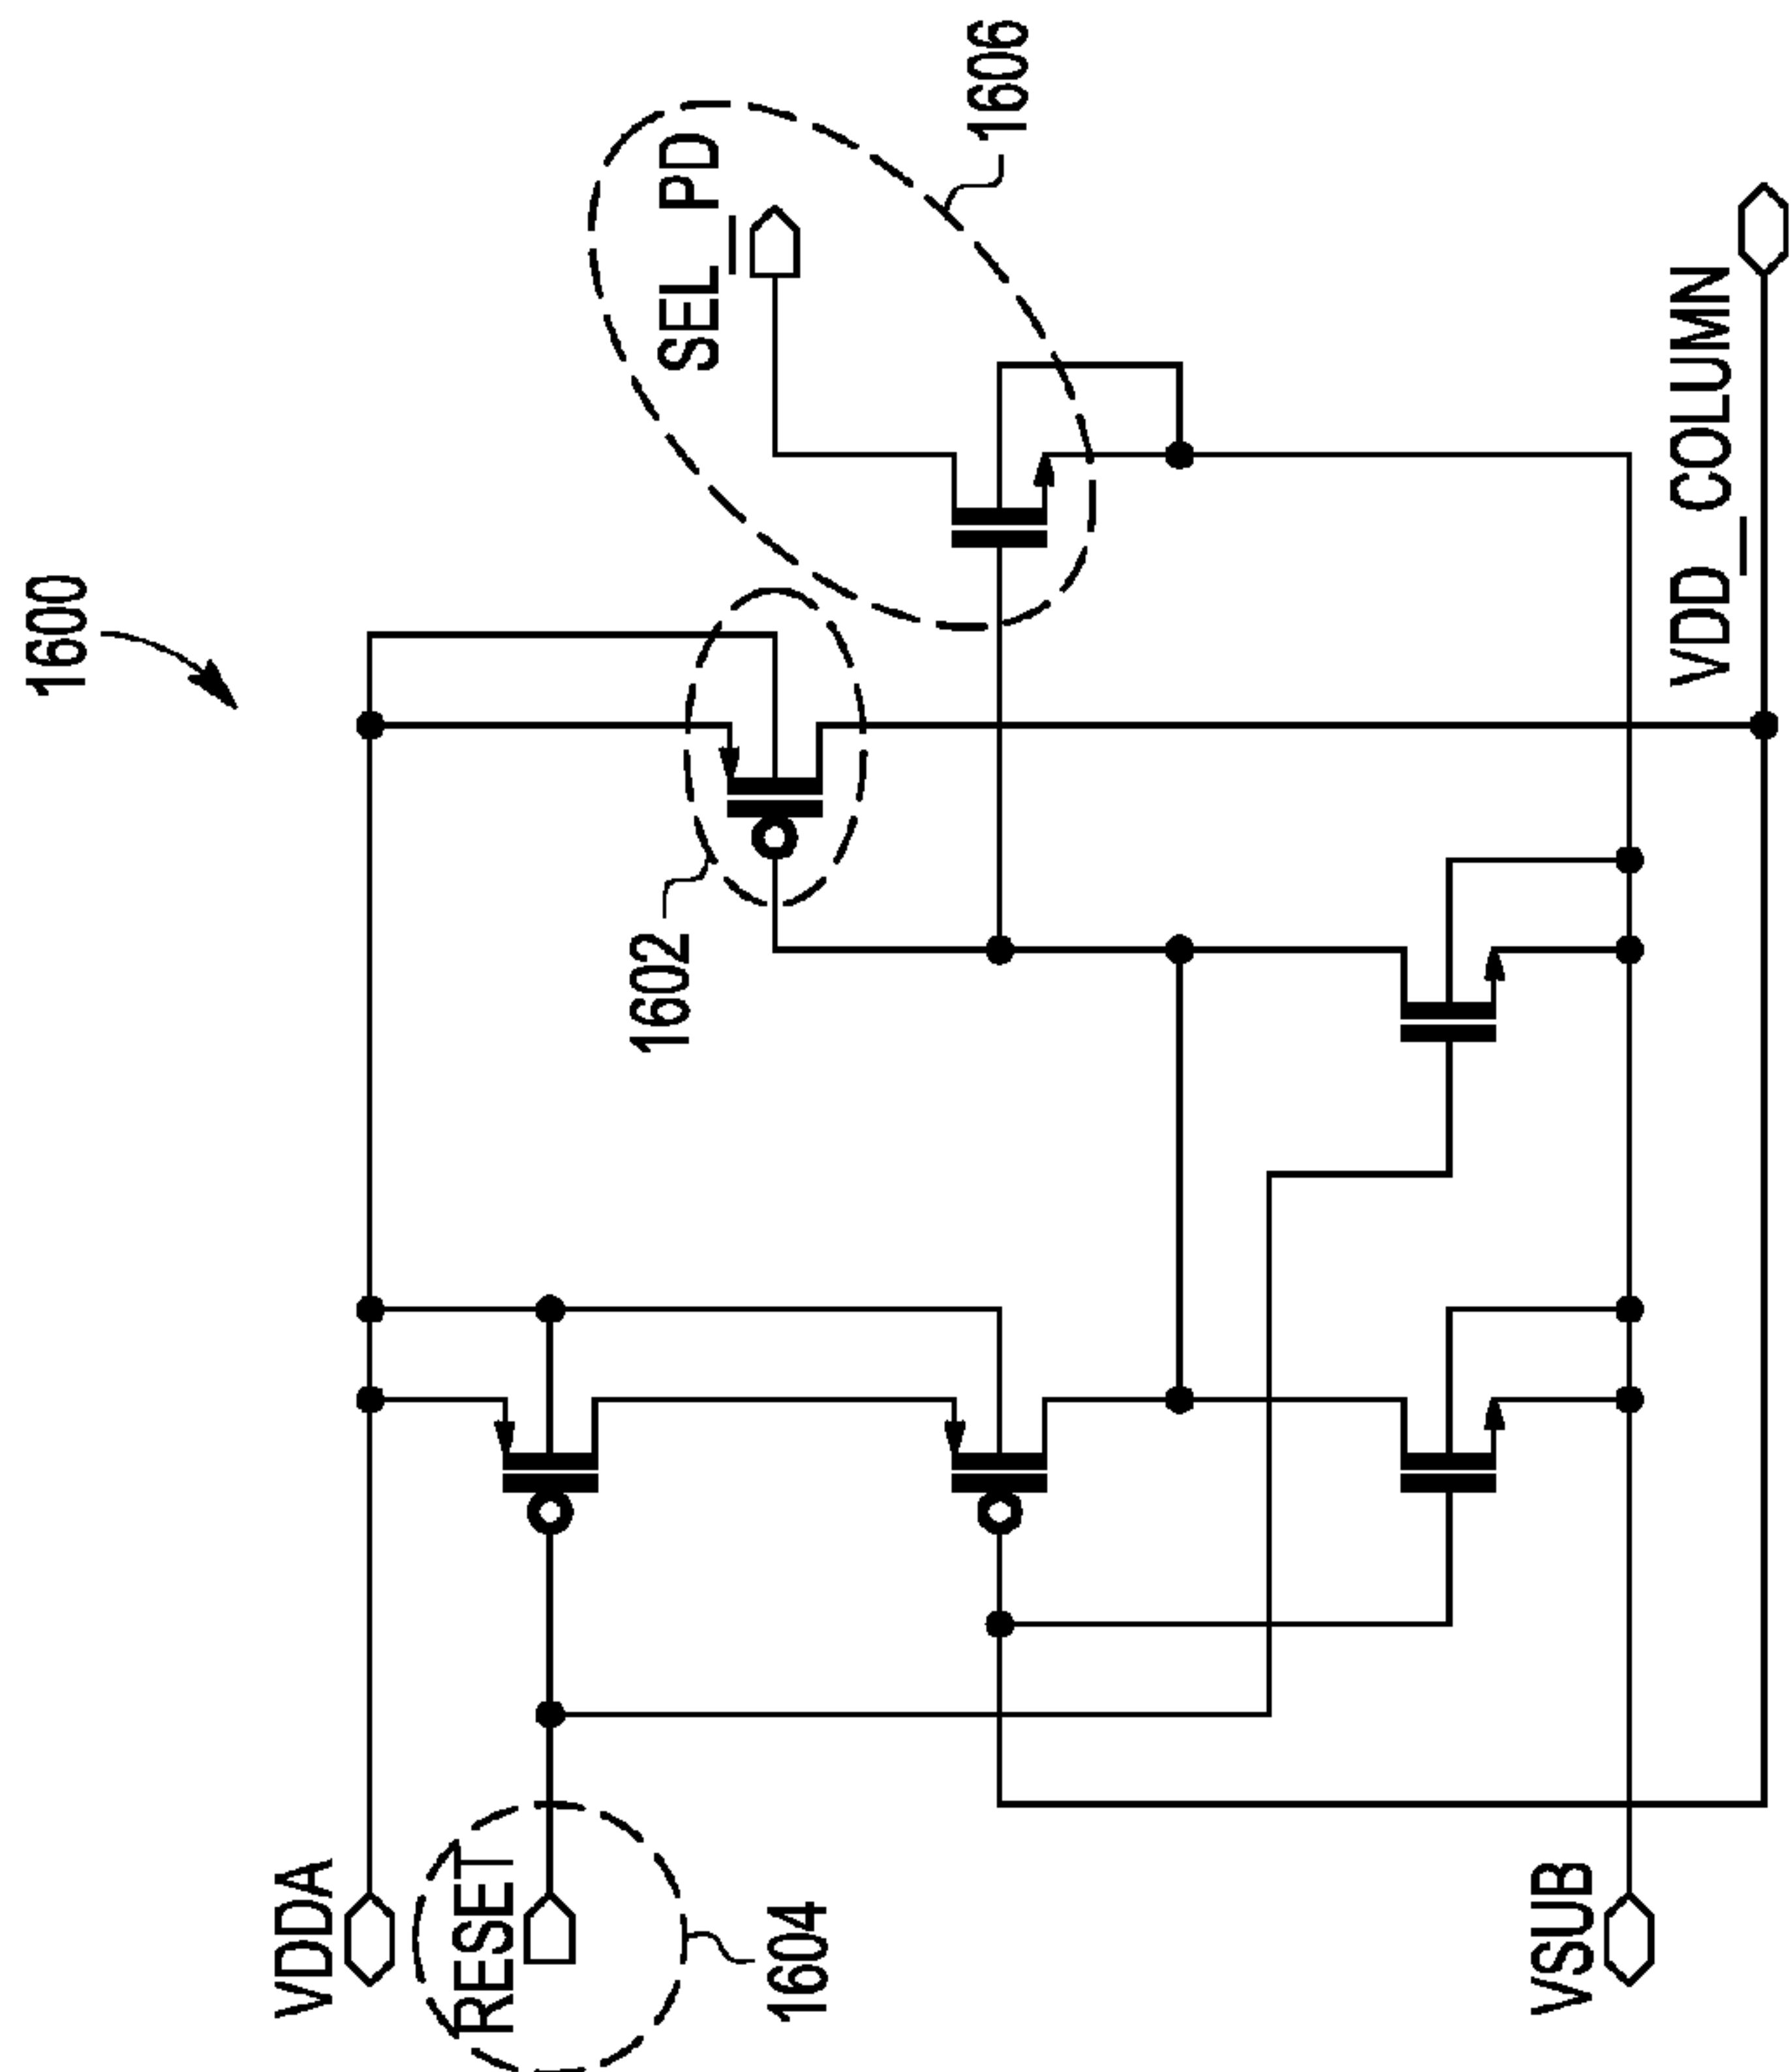 1600
VDDA
RESET
1604
1602
SEL_PD
1606
VSUB
VDD_COLUMN